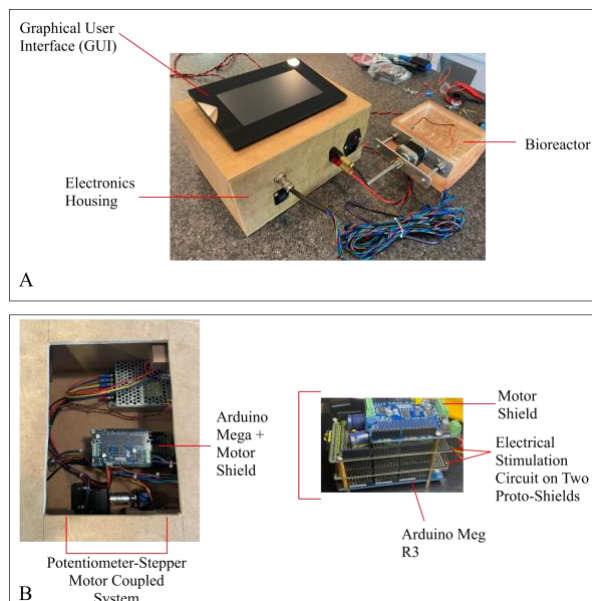 Graphical User
Interface (GUI)
Bioreactor
Electronics
Housing
A
Arduino
Mega +
Motor
Shield
Motor
Shield
Electrical
Stimulation
Circuit on Two
Proto-Shields
Arduino Meg
R3
Potentiometer-Stepper
Motor Coupled
System
B